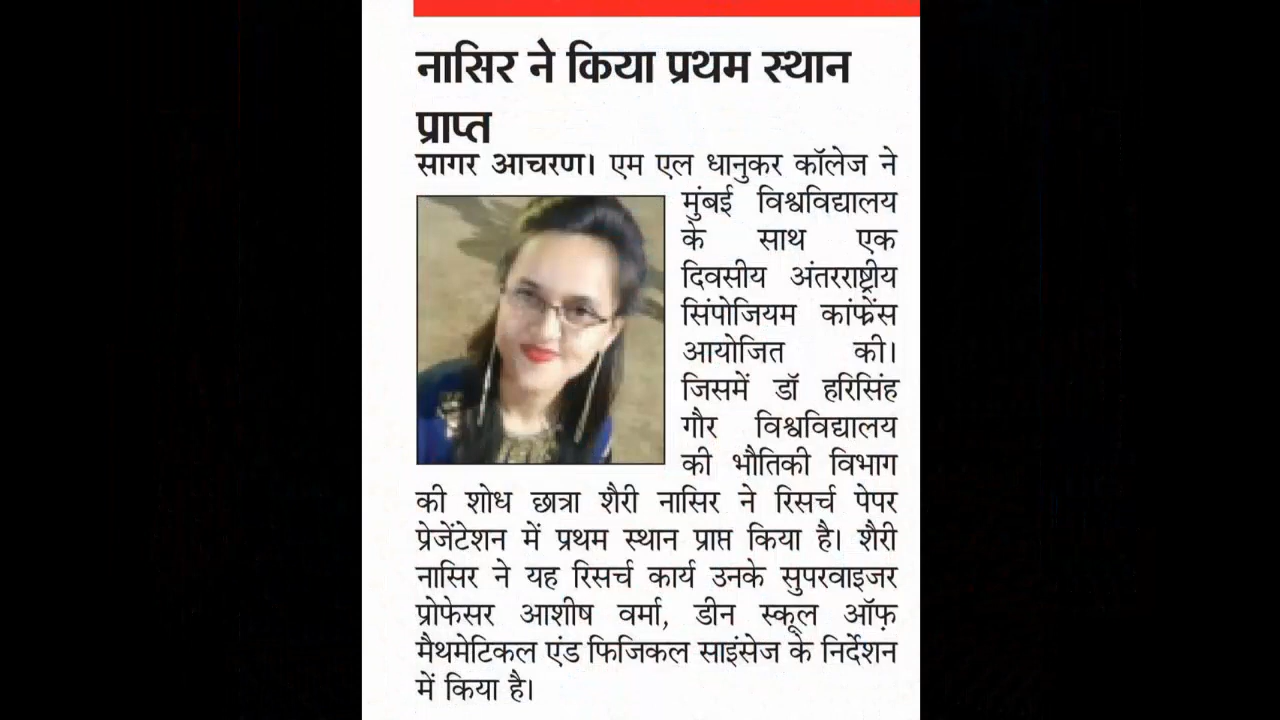 नासिर ने किया प्रथम स्थान
प्राप्त
सागर आचरण। एम एल धानुकर कॉलेज ने
मुंबई विश्वविद्यालय
के साथ एक
दिवसीय अंतरराष्ट्रीय
सिंपोजियम कांफ्रेंस
आयोजित की।
जिसमें डॉ हरिसिंह
गौर विश्वविद्यालय
की भौतिकी विभाग
की शोध छात्रा शैरी नासिर ने रिसर्च पेपर
प्रेजेंटेशन में प्रथम स्थान प्राप्त किया है। शैरी
नासिर ने यह रिसर्च कार्य उनके सुपरवाइजर
प्रोफेसर आशीष वर्मा, डीन स्कूल ऑफ़
मैथमेटिकल एंड फिजिकल साइंसेज के निर्देशन
में किया है।